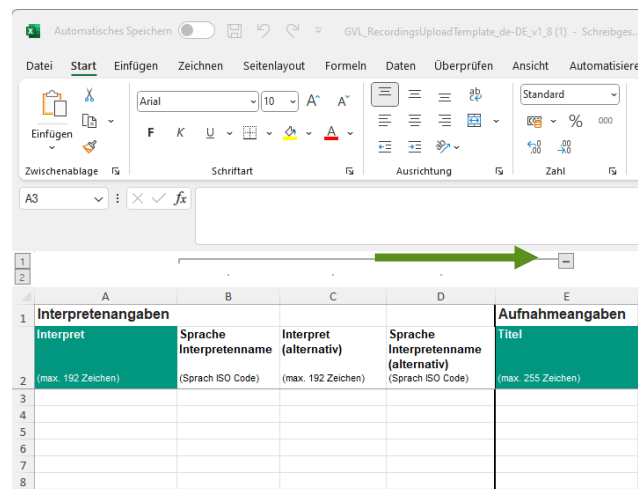 Automatisches Speichern
GVL_RecordingsUploadTemplate_de-DE_v1_8 (1) - Schreibges...
Datei Start Einfügen Zeichnen Seitenlayout Formeln Daten Überprüfen Ansicht Automatisiere
Einfügen
Arial 10 A A
F K U A
ab
Standard
% 000
Zwischenablage Schriftart Ausrichtung Zahl
A3 fx
1
2
A B C D E
1 Interpretenangaben Aufnahmeangaben
Interpret Sprache Interpret Sprache Titel
Interpretenname (alternativ) Interpretenname
(alternativ)
2 (max. 192 Zeichen) (Sprach ISO Code) (max. 192 Zeichen) (Sprach ISO Code) (max. 255 Zeichen)
3
4
5
6
7
8